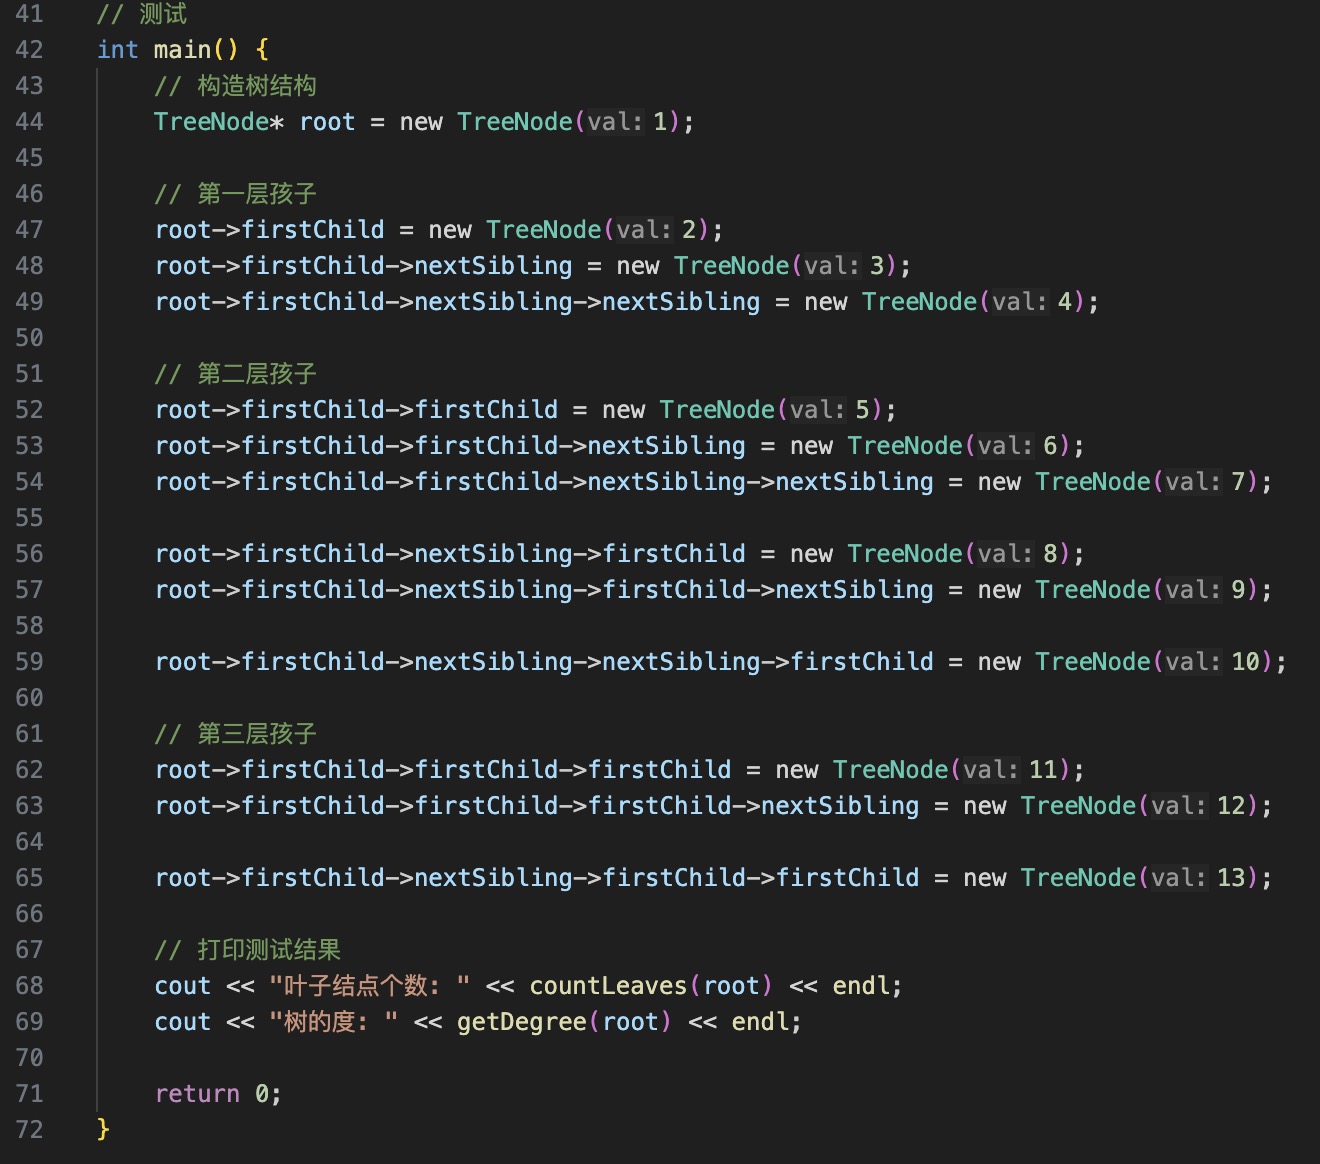 41 // 测试
42 int main() {
43 // 构造树结构
44 TreeNode* root = new TreeNode(val: 1);
45
46 // 第一层孩子
47 root->firstChild = new TreeNode(val: 2);
48 root->firstChild->nextSibling = new TreeNode(val: 3);
49 root->firstChild->nextSibling->nextSibling = new TreeNode(val: 4);
50
51 // 第二层孩子
52 root->firstChild->firstChild = new TreeNode(val: 5);
53 root->firstChild->firstChild->nextSibling = new TreeNode(val: 6);
54 root->firstChild->firstChild->nextSibling->nextSibling = new TreeNode(val: 7);
55
56 root->firstChild->nextSibling->firstChild = new TreeNode(val: 8);
57 root->firstChild->nextSibling->firstChild->nextSibling = new TreeNode(val: 9);
58
59 root->firstChild->nextSibling->nextSibling->firstChild = new TreeNode(val: 10);
60
61 // 第三层孩子
62 root->firstChild->firstChild->firstChild = new TreeNode(val: 11);
63 root->firstChild->firstChild->firstChild->nextSibling = new TreeNode(val: 12);
64
65 root->firstChild->nextSibling->firstChild->firstChild = new TreeNode(val: 13);
66
67 // 打印测试结果
68 cout << "叶子结点个数: " << countLeaves(root) << endl;
69 cout << "树的度: " << getDegree(root) << endl;
70
71 return 0;
72 }